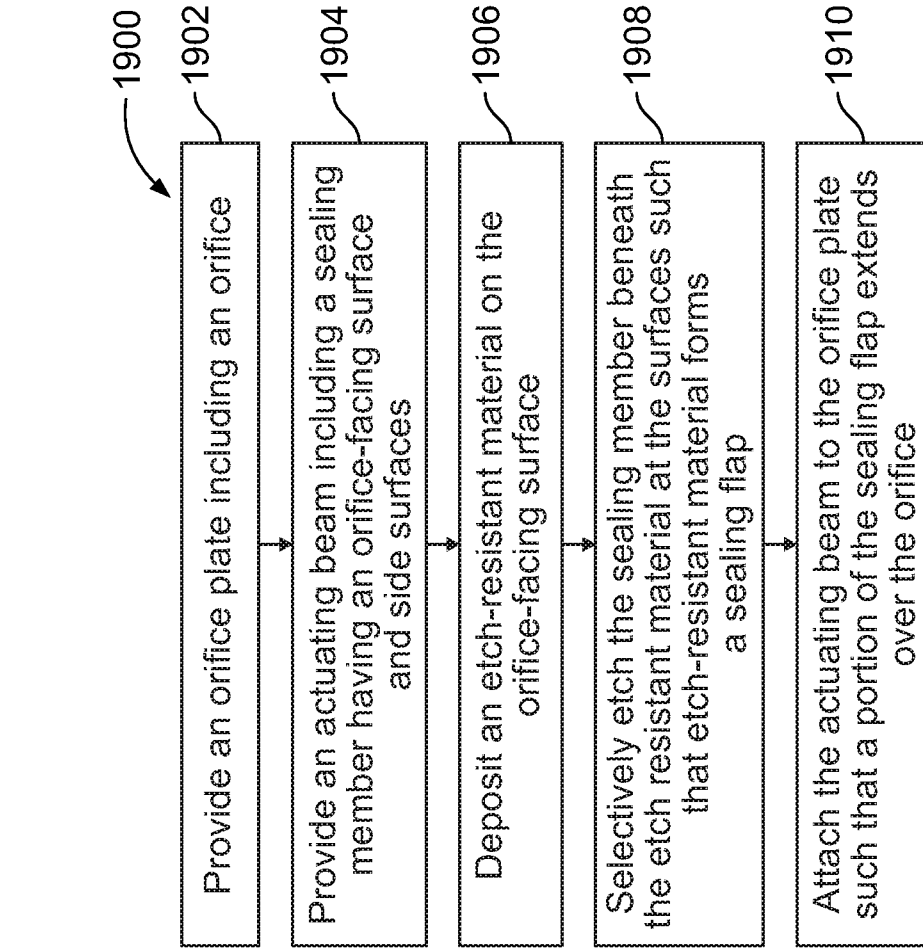 1900
1902
Provide an orifice plate including an orifice
1904
Provide an actuating beam including a sealing
member having an orifice-facing surface
and side surfaces
1906
Deposit an etch-resistant material on the
orifice-facing surface
1908
Selectively etch the sealing member beneath
the etch resistant material at the surfaces such
that etch-resistant material forms
a sealing flap
1910
Attach the actuating beam to the orifice plate
such that a portion of the sealing flap extends
over the orifice